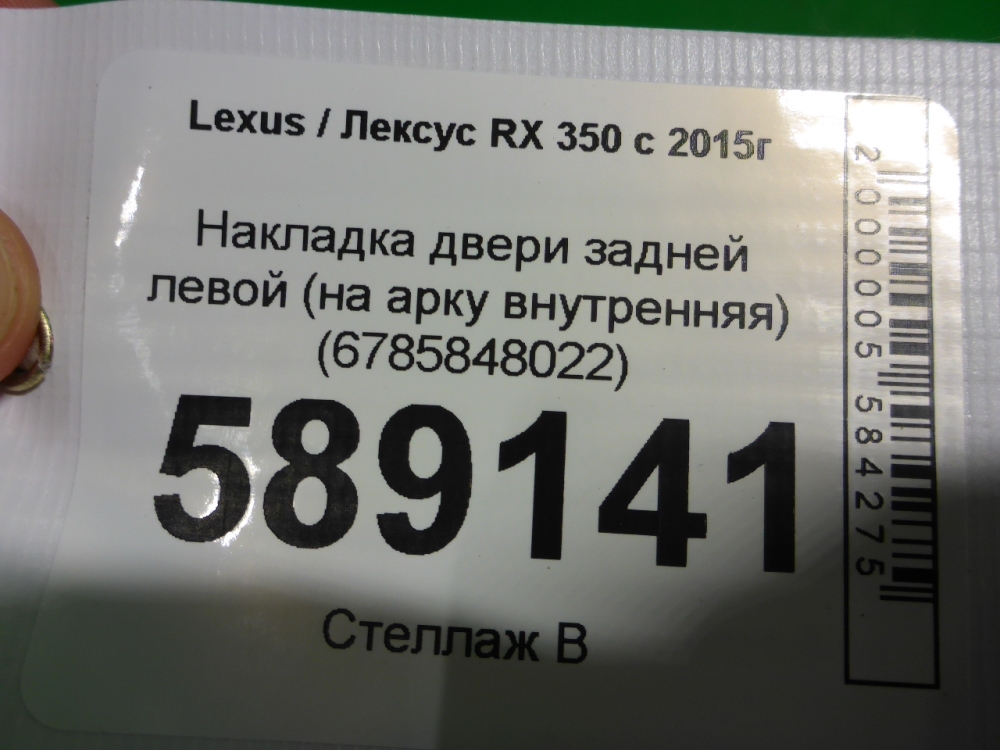 Lexus / Лексус RX 350 с 2015г
Накладка двери задней
левой (на арку внутренняя)
(6785848022)
589141
Стеллаж В
2000005584275